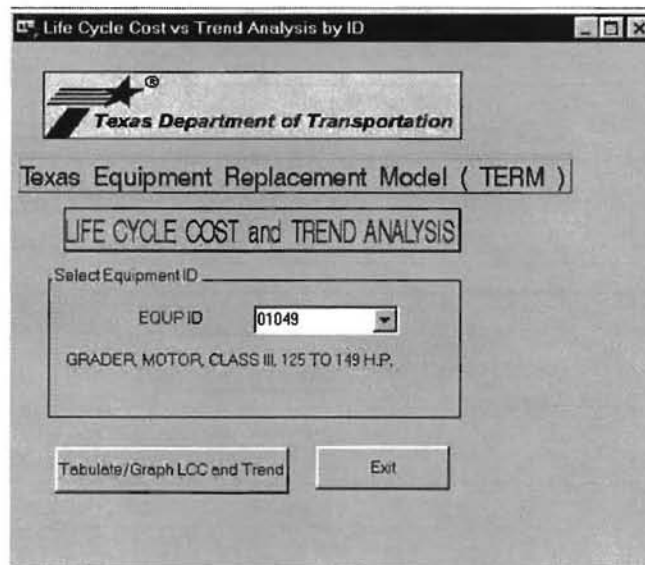 Life Cycle Cost vs Trend Analysis by ID
®
Texas Department of Transportation
Texas Equipment Replacement Model ( TERM )
LIFE CYCLE COST and TREND ANALYSIS
Select Equipment ID
EQUP ID 01049
GRADER, MOTOR, CLASS III, 125 TO 149 H.P.
Tabulate/Graph LCC and Trend Exit